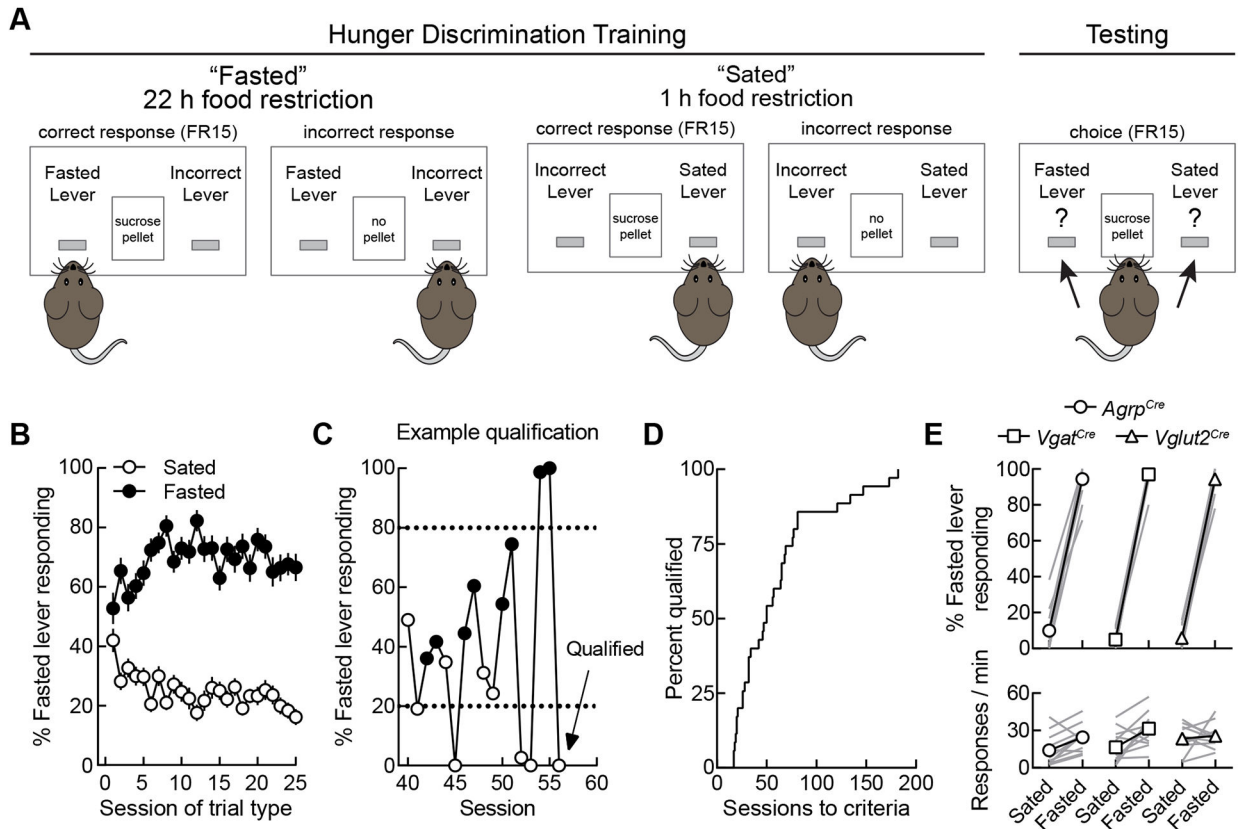 A
Hunger Discrimination Training
Testing
“Fasted”
22 h food restriction
“Sated”
1 h food restriction
correct response (FR15)
incorrect response
correct response (FR15)
incorrect response
choice (FR15)
Fasted
Lever
Incorrect
Lever
sucrose
pellet
Fasted
Lever
Incorrect
Lever
no
pellet
Incorrect
Lever
Sated
Lever
sucrose
pellet
Incorrect
Lever
Sated
Lever
no
pellet
Fasted
Lever
?
Sated
Lever
?
sucrose
pellet
B
Sated
Fasted
% Fasted lever responding
100
80
60
40
20
0
0 5 10 15 20 25
Session of trial type
C
Example qualification
% Fasted lever responding
100
80
60
40
20
0
Qualified
40 45 50 55 60
Session
D
Percent qualified
100
75
50
25
0
0 50 100 150 200
Sessions to criteria
E
Agrp^Cre
Vgat^Cre
Vglut2^Cre
% Fasted lever
responding
100
80
60
40
20
0
Responses / min
60
30
0
Sated Fasted Sated Fasted Sated Fasted